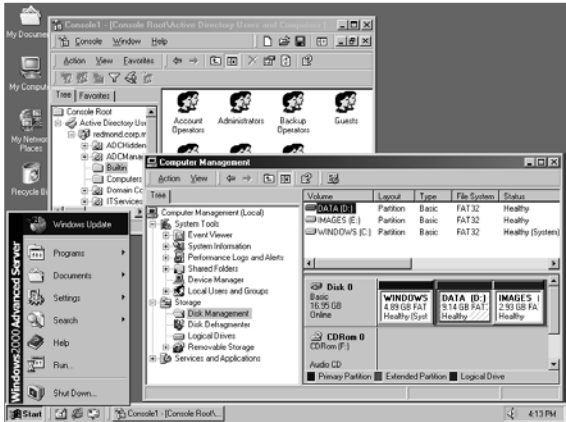 My Docume
My Compu
My Networ
Places
Recycle Bi
Console1 - [Console Root\Active Directory Users and Computers
Console Window Help
Action View Favorites
Tree Favorites
Console Root
Active Directory User
redmond.corp.m
ADCHidden
ADCMana
Builtin
Computers
Domain Co
ITServices
Account
Operators
Administrators
Backup
Operators
Guests
Computer Management
Action View
Tree
Computer Management (Local)
System Tools
Event Viewer
System Information
Performance Logs and Alerts
Shared Folders
Device Manager
Local Users and Groups
Storage
Disk Management
Disk Defragmenter
Logical Drives
Removable Storage
Services and Applications
Volume Layout Type File System Status
DATA (D:) Partition Basic FAT32 Healthy
IMAGES (E:) Partition Basic FAT32 Healthy
WINDOWS (C:) Partition Basic FAT32 Healthy (System)
Disk 0
Basic
16.95 GB
Online
WINDOWS
4.89 GB FAT
Healthy (Syst
DATA (D:)
9.14 GB FAT
Healthy
IMAGES (
2.93 GB FA
Healthy
CDRom 0
CDRom (F:)
Audio CD
Primary Partition Extended Partition Logical Drive
Windows 2000 Advanced Server
Windows Update
Programs
Documents
Settings
Search
Help
Run...
Shut Down...
Start
Console1 - [Console Root\...
4:13 PM